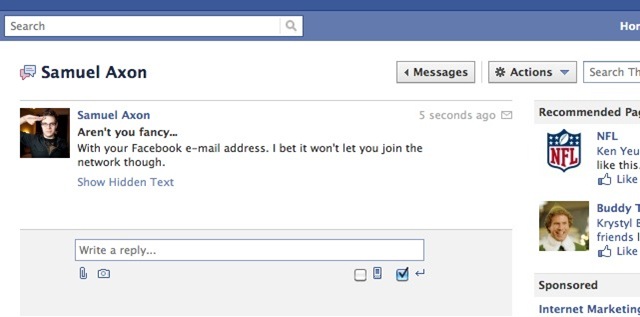 Search
Samuel Axon
Messages
Actions
Samuel Axon
5 seconds ago
Aren't you fancy...
With your Facebook e-mail address. I bet it won't let you join the
network though.
Show Hidden Text
Write a reply...
Recommended
NFL
NFL
Ken
like this.
Like
Buddy
Krystyl
friends
Like
Sponsored
Internet Marketing